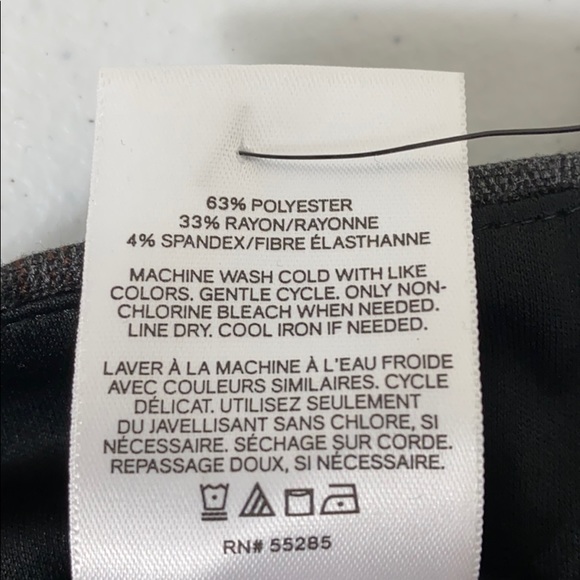 63% POLYESTER
33% RAYON/RAYONNE
4% SPANDEX/FIBRE ÉLASTHANNE
MACHINE WASH COLD WITH LIKE
COLORS. GENTLE CYCLE. ONLY NON-
CHLORINE BLEACH WHEN NEEDED.
LINE DRY. COOL IRON IF NEEDED.
LAVER À LA MACHINE À L'EAU FROIDE
AVEC COULEURS SIMILAIRES. CYCLE
DÉLICAT. UTILISEZ SEULEMENT
DU JAVELLISANT SANS CHLORE, SI
NÉCESSAIRE. SÉCHAGE SUR CORDE.
REPASSAGE DOUX, SI NÉCESSAIRE.
RN# 55285